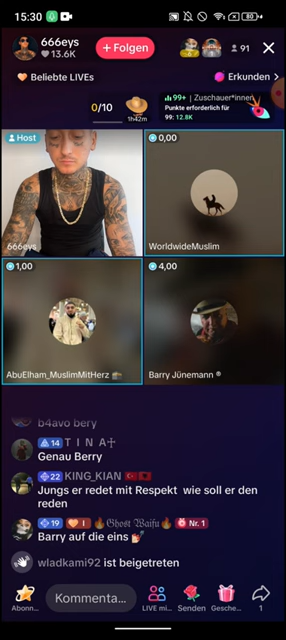 15:30
80
666eys
13.6K
+ Folgen
91
Beliebte LIVEs
Erkunden >
0/10
1h42m
99+ | Zuschauer*innen
Punkte erforderlich für
99: 12.8K
Host
0,00
666eys
WorldwideMuslim
1,00
4,00
AbuElham_MuslimMitHerz
Barry Jünemann ®
b4avo bery
14 T I N A
Genau Berry
22 KING_KIAN
Jungs er redet mit Respekt wie soll er den
reden
19 I Ghost Waifu Nr. 1
Barry auf die eins
wladkami92 ist beigetreten
Abonn...
Kommenta...
LIVE mi...
Senden
Gesche...
1